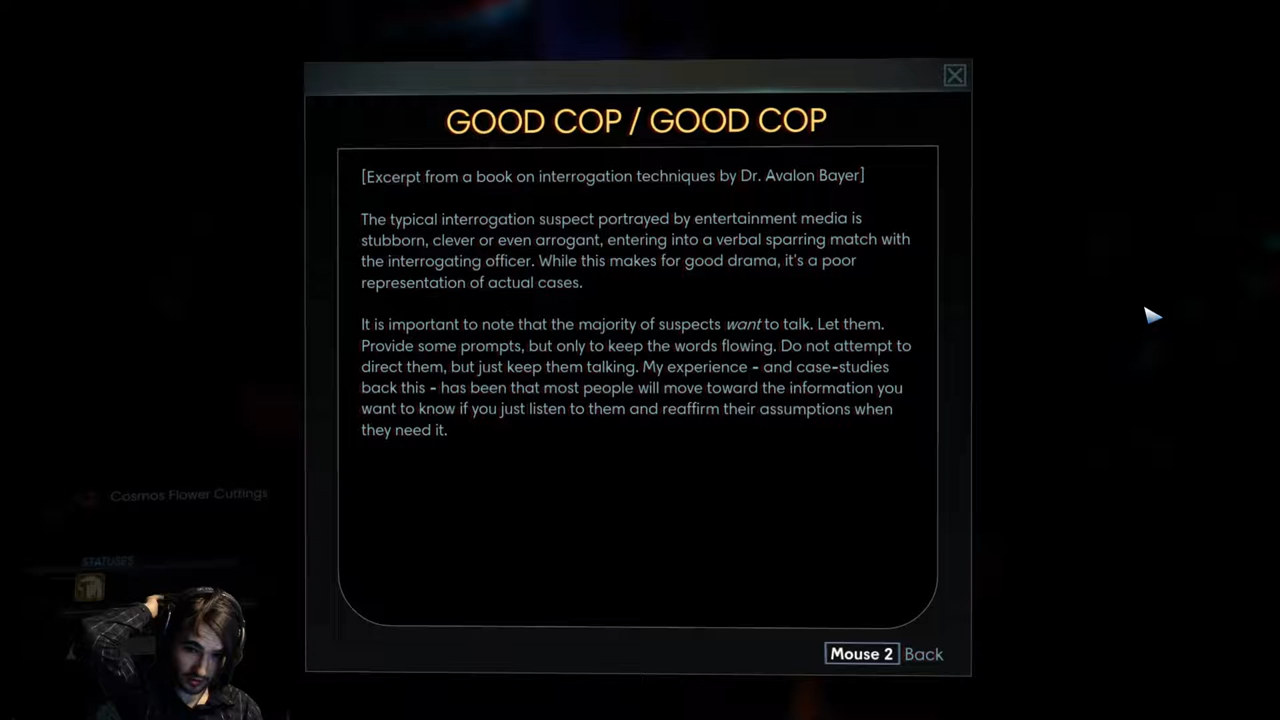 GOOD COP / GOOD COP
[Excerpt from a book on interrogation techniques by Dr. Avalon Bayer]
The typical interrogation suspect portrayed by entertainment media is
stubborn, clever or even arrogant, entering into a verbal sparring match with
the interrogating officer. While this makes for good drama, it's a poor
representation of actual cases.
It is important to note that the majority of suspects want to talk. Let them.
Provide some prompts, but only to keep the words flowing. Do not attempt to
direct them, but just keep them talking. My experience - and case-studies
back this - has been that most people will move toward the information you
want to know if you just listen to them and reaffirm their assumptions when
they need it.
Cosmos Flower Cuttings
STATUSES
Mouse 2 Back